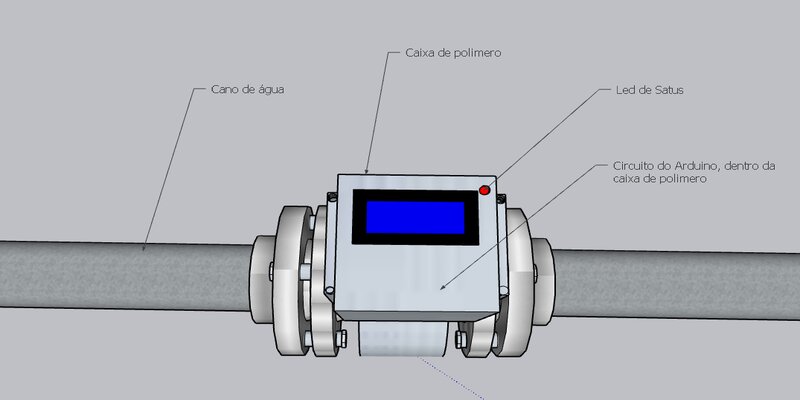 Caixa de polimero
Cano de água
Led de Satus
Circuito do Arduino, dentro da
caixa de polimero